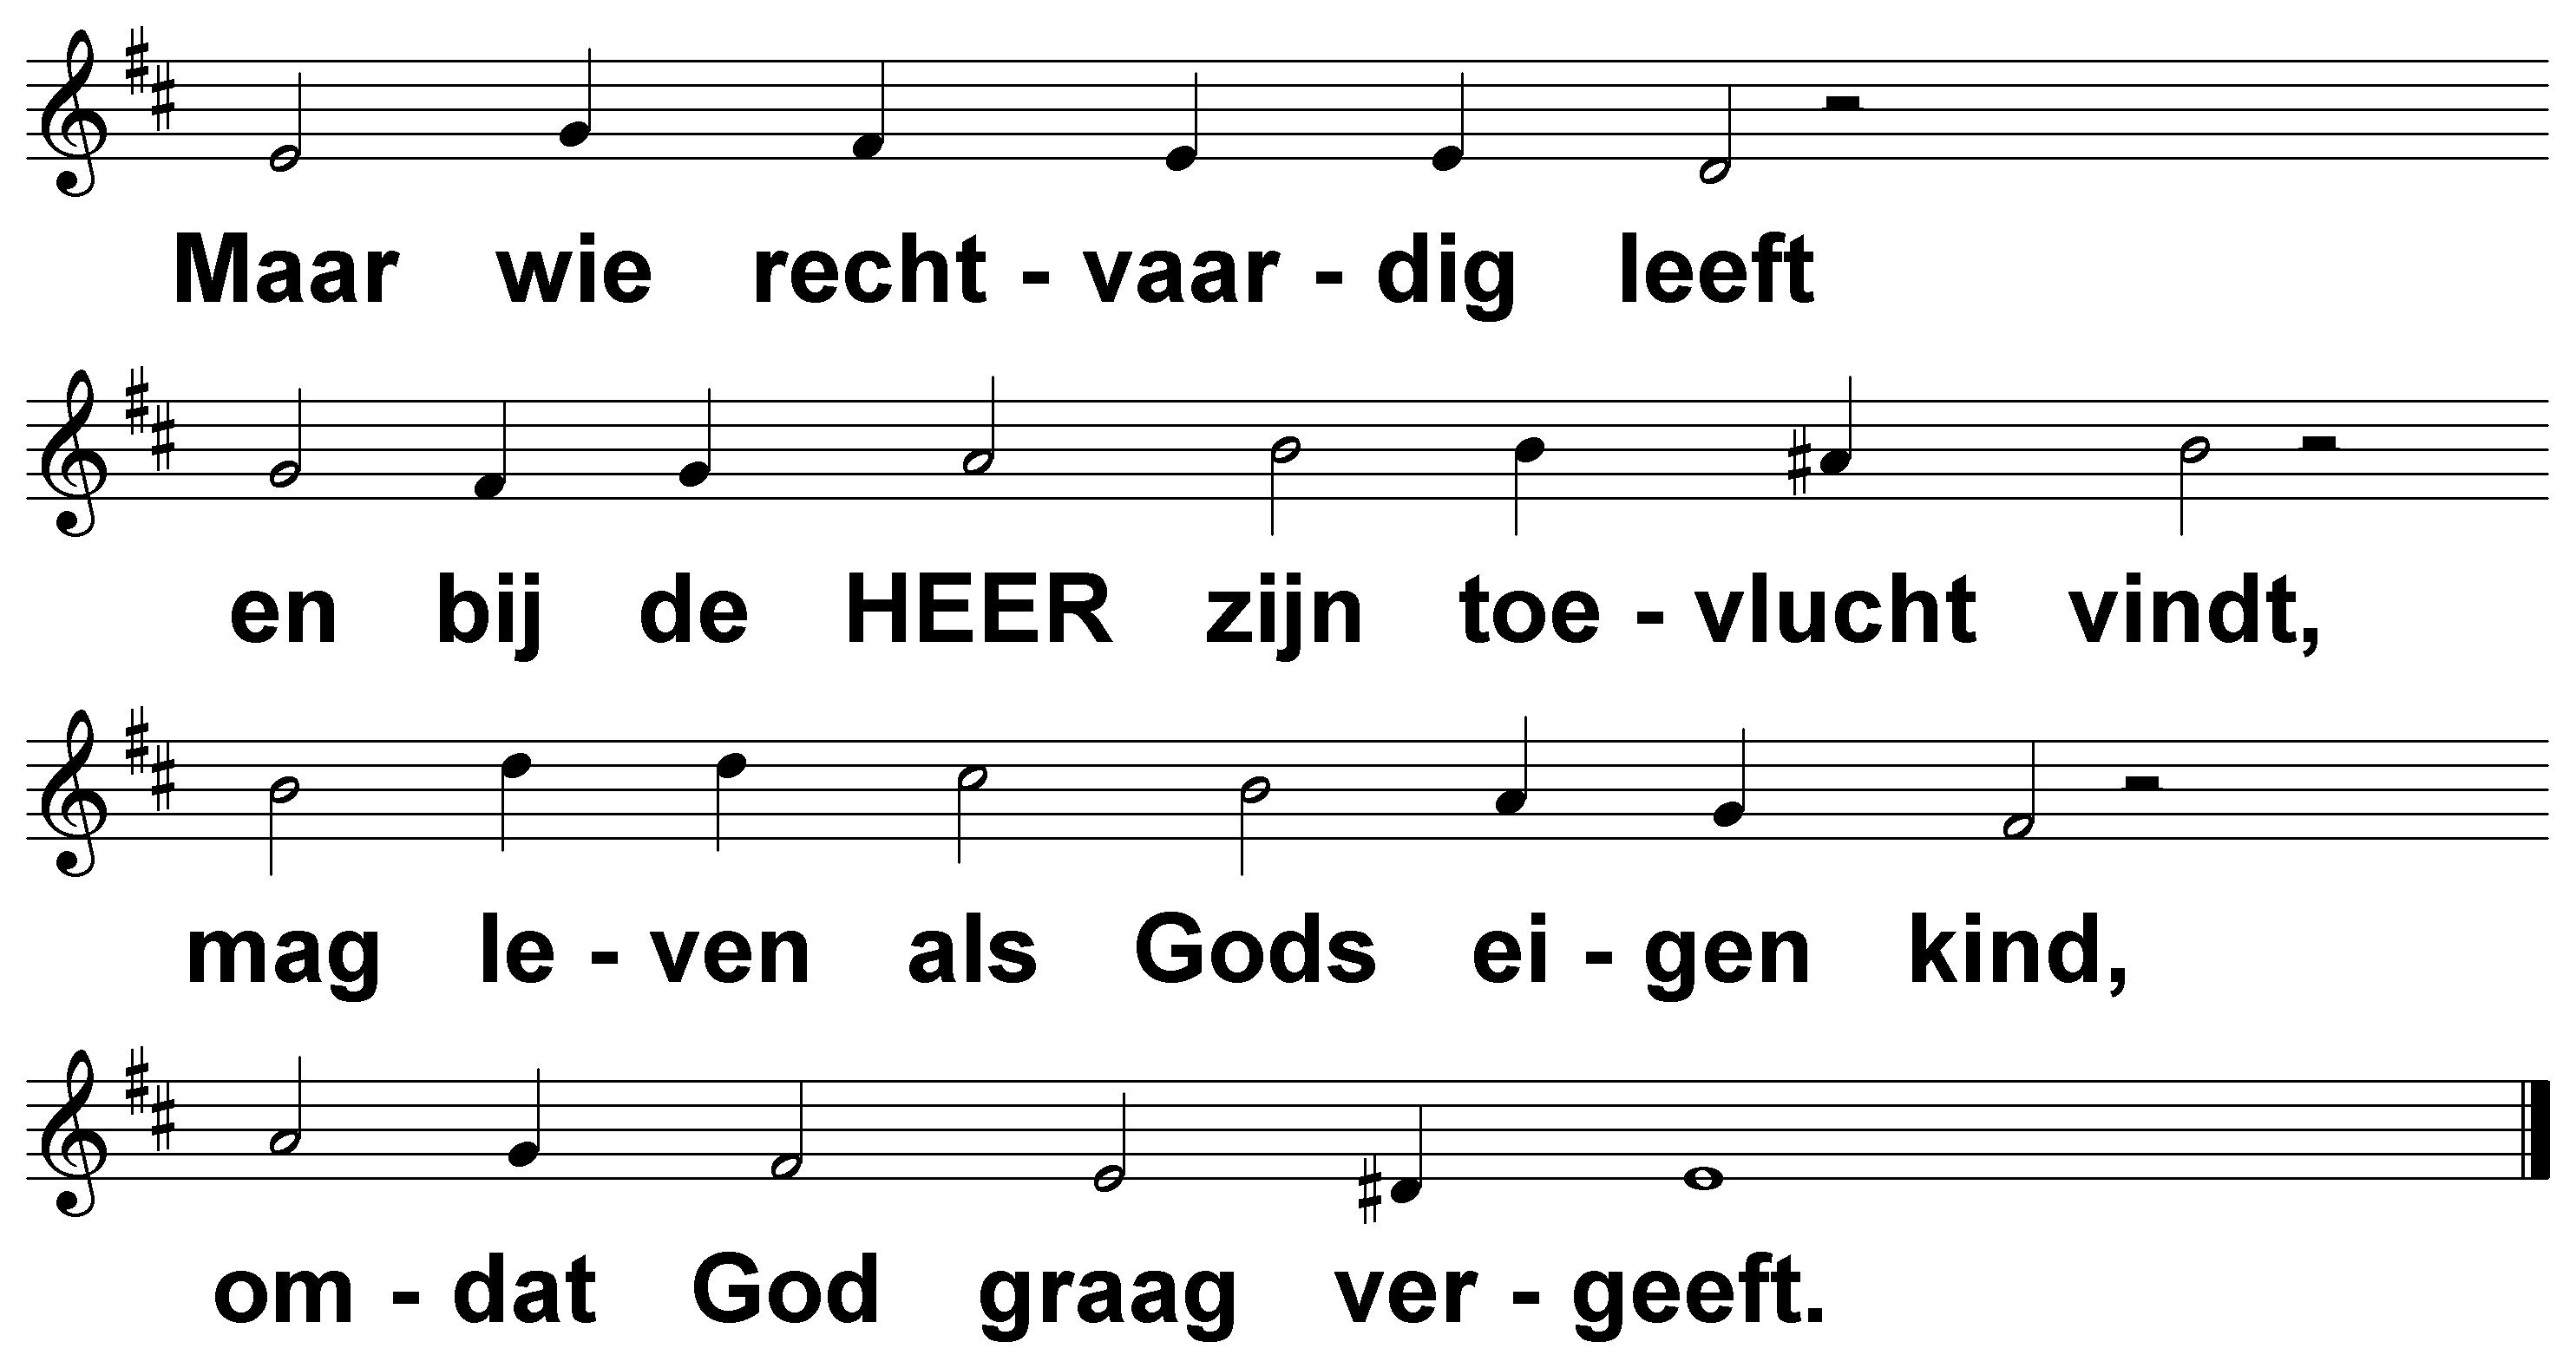 Maar wie recht - vaar - dig leeft
en bij de HEER zijn toe - vlucht vindt,
mag le - ven als Gods ei - gen kind,
om - dat God graag ver - geeft.